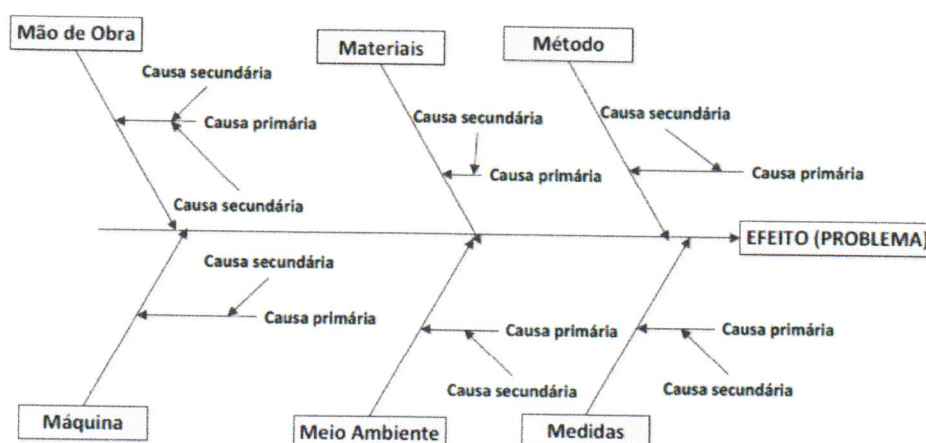 Mão de Obra
Materiais
Método
Causa secundária
Causa primária
Causa secundária
Causa secundária
Causa primária
Causa secundária
Causa primária
EFEITO (PROBLEMA)
Causa secundária
Causa primária
Causa primária
Causa secundária
Causa primária
Causa secundária
Máquina
Meio Ambiente
Medidas